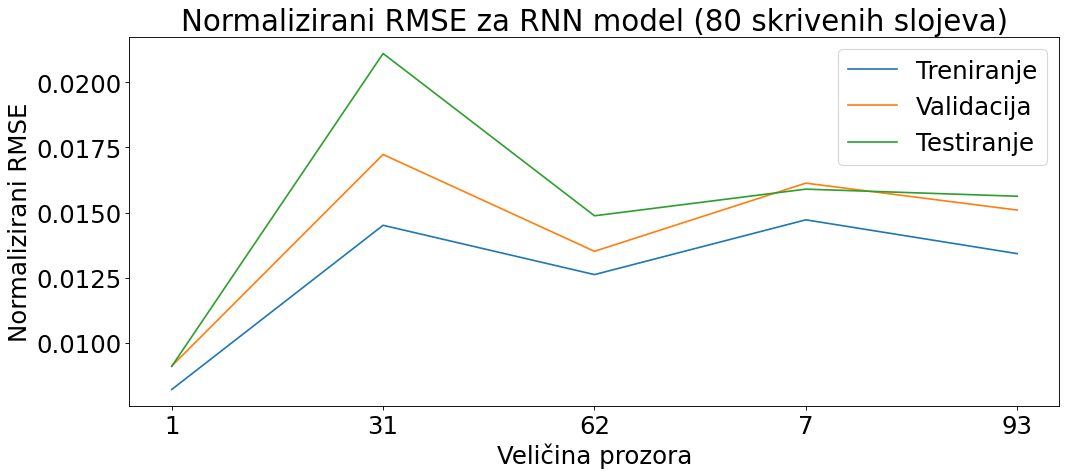 Normalizirani RMSE za RNN model (80 skrivenih slojeva)
Normalizirani RMSE
0.0200
0.0175
0.0150
0.0125
0.0100
Treniranje
Validacija
Testiranje
1 31 62 7 93
Veličina prozora